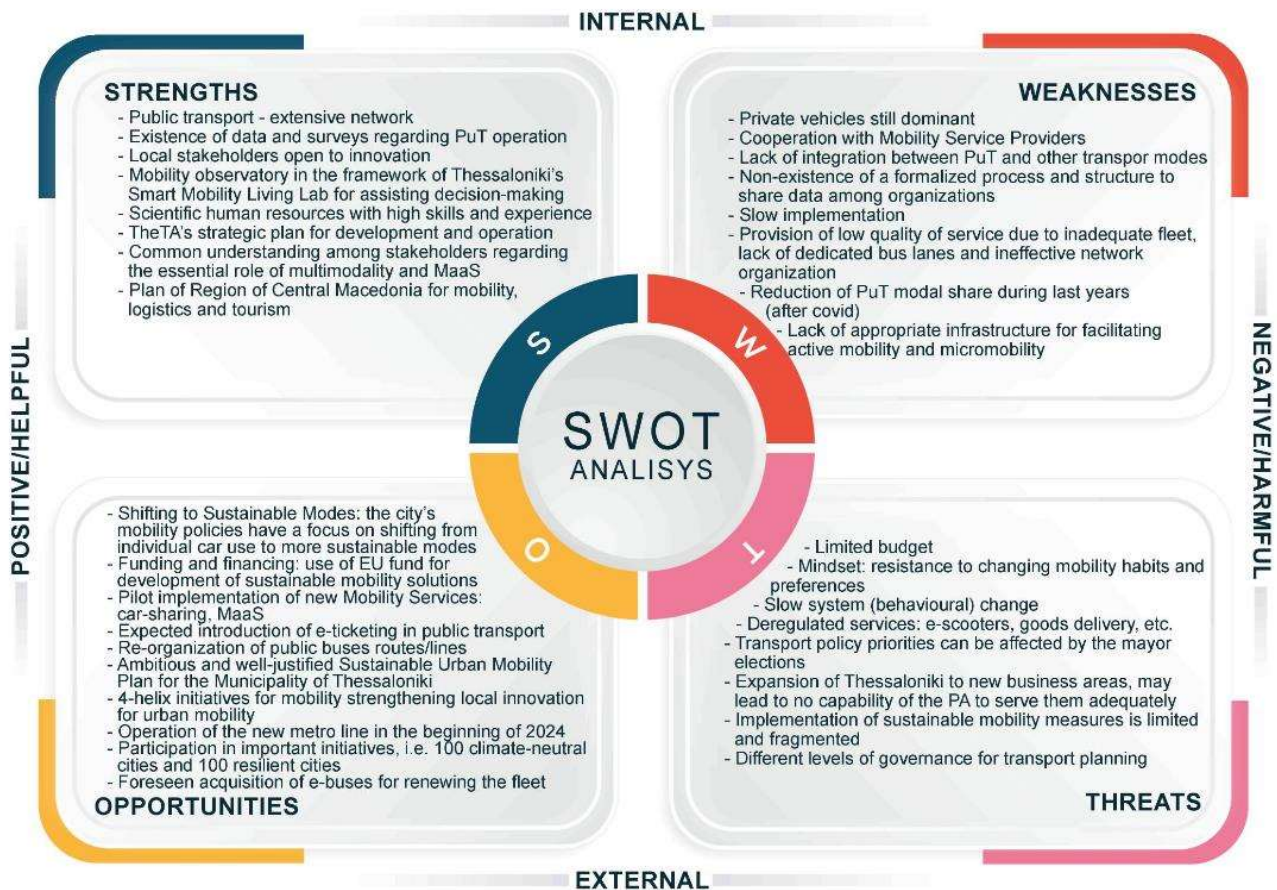 INTERNAL
STRENGTHS
- Public transport - extensive network
- Existence of data and surveys regarding PuT operation
- Local stakeholders open to innovation
- Mobility observatory in the framework of Thessaloniki's
Smart Mobility Living Lab for assisting decision-making
- Scientific human resources with high skills and experience
- TheTA's strategic plan for development and operation
- Common understanding among stakeholders regarding
the essential role of multimodality and MaaS
- Plan of Region of Central Macedonia for mobility,
logistics and tourism
WEAKNESSES
- Private vehicles still dominant
- Cooperation with Mobility Service Providers
- Lack of integration between PuT and other transpor modes
- Non-existence of a formalized process and structure to
share data among organizations
- Slow implementation
- Provision of low quality of service due to inadequate fleet,
lack of dedicated bus lanes and ineffective network
organization
- Reduction of PuT modal share during last years
(after covid)
- Lack of appropriate infrastructure for facilitating
active mobility and micromobility
POSITIVE/HELPFUL
NEGATIVE/HARMFUL
S
W
SWOT
ANALISYS
O
T
- Shifting to Sustainable Modes: the city's
mobility policies have a focus on shifting from
individual car use to more sustainable modes
- Funding and financing: use of EU fund for
development of sustainable mobility solutions
- Pilot implementation of new Mobility Services:
car-sharing, MaaS
- Expected introduction of e-ticketing in public transport
- Re-organization of public buses routes/lines
- Ambitious and well-justified Sustainable Urban Mobility
Plan for the Municipality of Thessaloniki
- 4-helix initiatives for mobility strengthening local innovation
for urban mobility
- Operation of the new metro line in the beginning of 2024
- Participation in important initiatives, i.e. 100 climate-neutral
cities and 100 resilient cities
- Foreseen acquisition of e-buses for renewing the fleet
OPPORTUNITIES
- Limited budget
- Mindset: resistance to changing mobility habits and
preferences
- Slow system (behavioural) change
- Deregulated services: e-scooters, goods delivery, etc.
- Transport policy priorities can be affected by the mayor
elections
- Expansion of Thessaloniki to new business areas, may
lead to no capability of the PA to serve them adequately
- Implementation of sustainable mobility measures is limited
and fragmented
- Different levels of governance for transport planning
THREATS
EXTERNAL